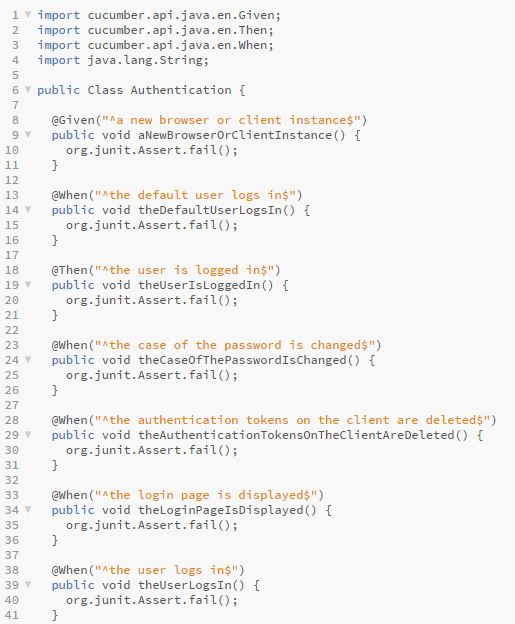 1 import cucumber.api.java.en.Given;
2 import cucumber.api.java.en.Then;
3 import cucumber.api.java.en.When;
4 import java.lang.String;
5
6 public Class Authentication {
7
8 @Given("^a new browser or client instance$")
9 public void aNewBrowserOrClientInstance() {
10 org.junit.Assert.fail();
11 }
12
13 @When("^the default user logs in$")
14 public void theDefaultUserLogsIn() {
15 org.junit.Assert.fail();
16 }
17
18 @Then("^the user is logged in$")
19 public void theUserIsLoggedIn() {
20 org.junit.Assert.fail();
21 }
22
23 @When("^the case of the password is changed$")
24 public void theCaseOfThePasswordIsChanged() {
25 org.junit.Assert.fail();
26 }
27
28 @When("^the authentication tokens on the client are deleted$")
29 public void theAuthenticationTokensOnTheClientAreDeleted() {
30 org.junit.Assert.fail();
31 }
32
33 @When("^the login page is displayed$")
34 public void theLoginPageIsDisplayed() {
35 org.junit.Assert.fail();
36 }
37
38 @When("^the user logs in$")
39 public void theUserLogsIn() {
40 org.junit.Assert.fail();
41 }